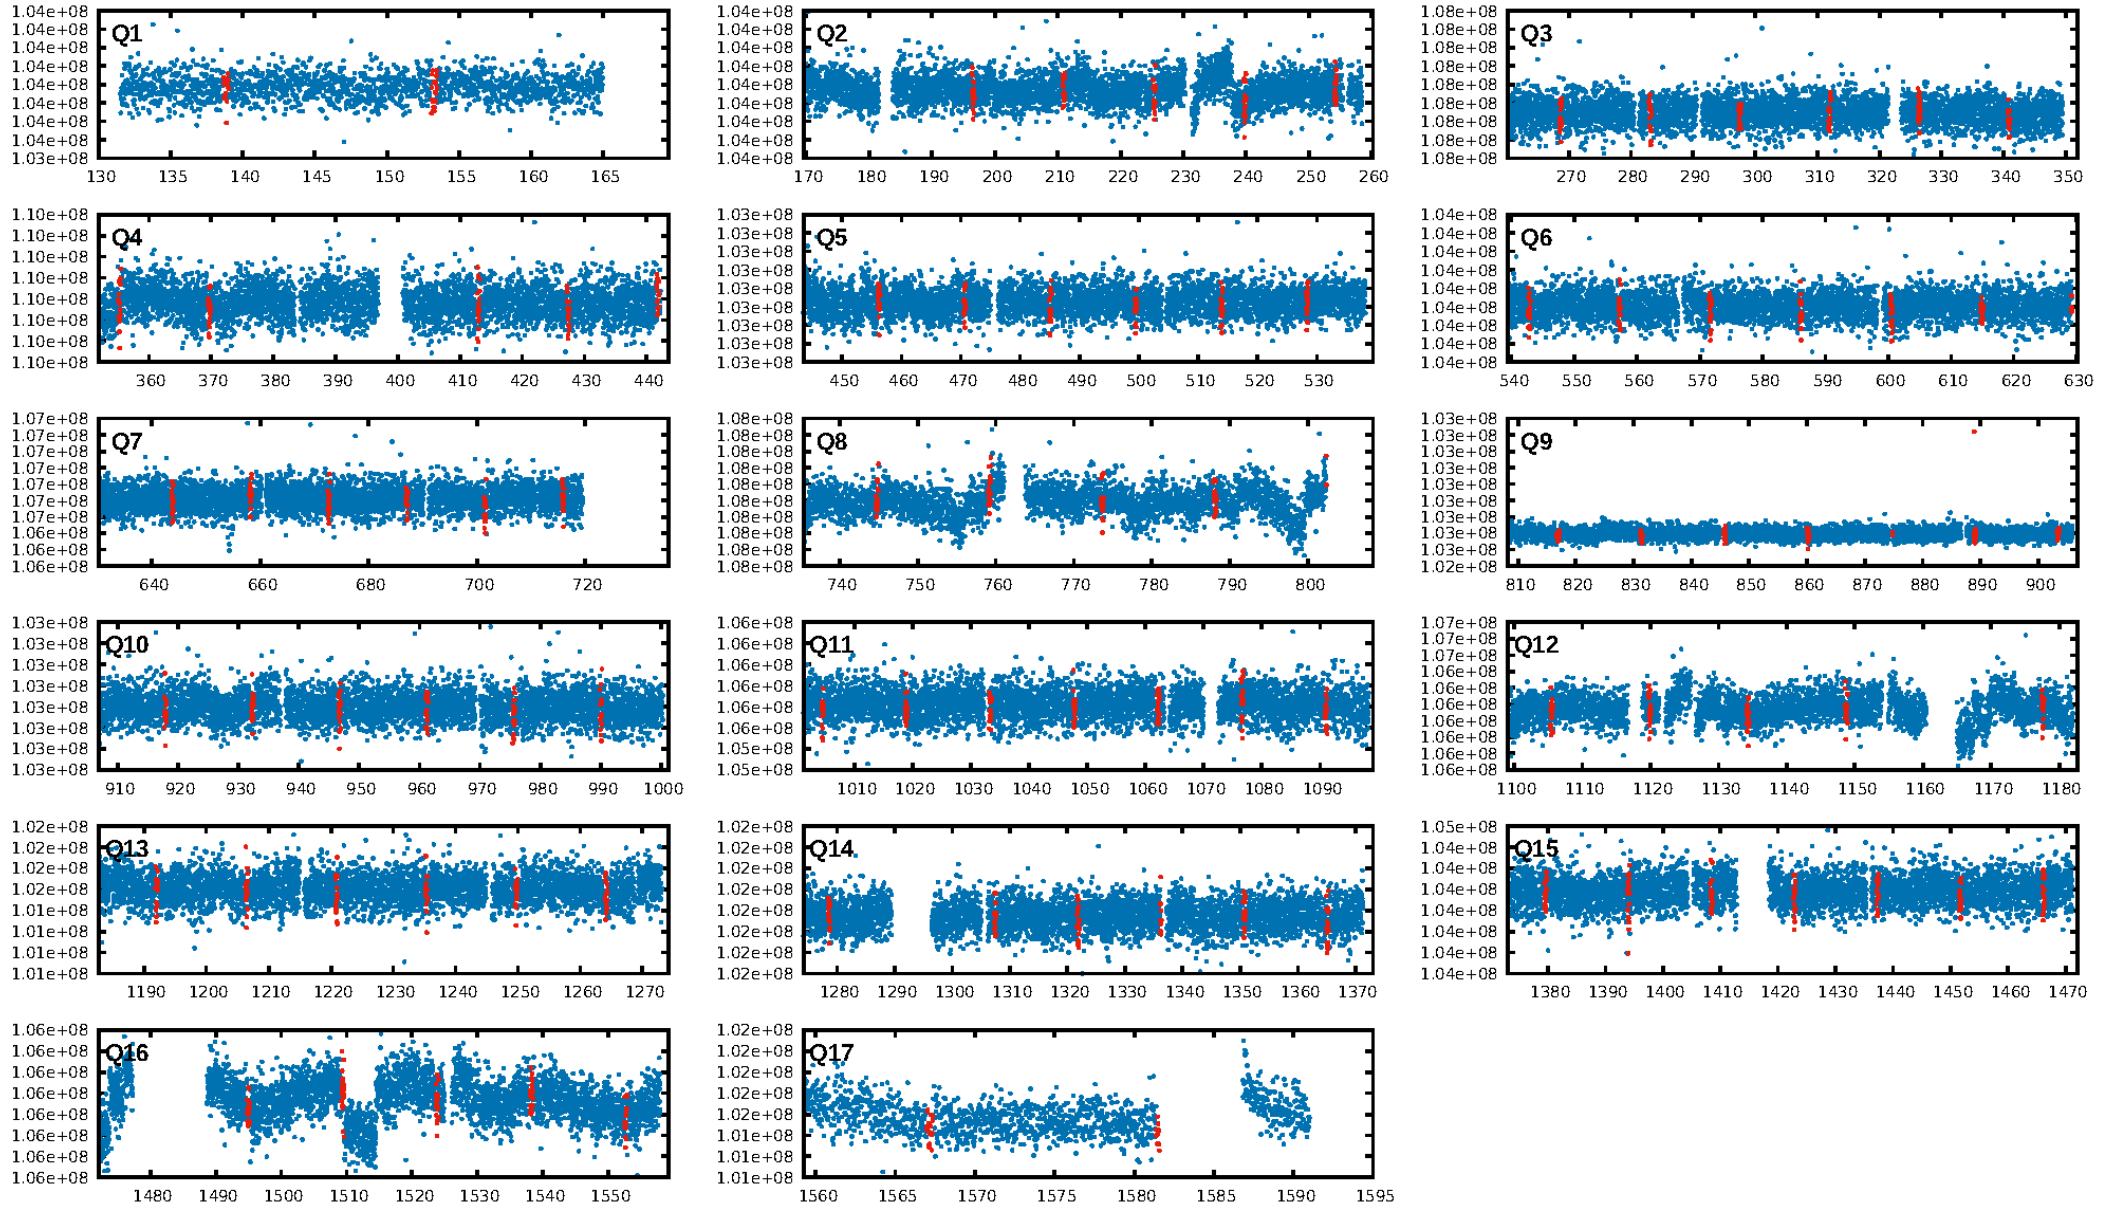 Q1
1.04e+08
1.04e+08
1.04e+08
1.04e+08
1.04e+08
1.04e+08
1.04e+08
1.04e+08
1.03e+08
130 135 140 145 150 155 160 165
Q2
1.04e+08
1.04e+08
1.04e+08
1.04e+08
1.04e+08
1.04e+08
1.04e+08
1.04e+08
1.04e+08
170 180 190 200 210 220 230 240 250 260
Q3
1.08e+08
1.08e+08
1.08e+08
1.08e+08
1.08e+08
1.08e+08
1.08e+08
1.08e+08
1.08e+08
270 280 290 300 310 320 330 340 350
Q4
1.10e+08
1.10e+08
1.10e+08
1.10e+08
1.10e+08
1.10e+08
1.10e+08
1.10e+08
360 370 380 390 400 410 420 430 440
Q5
1.03e+08
1.03e+08
1.03e+08
1.03e+08
1.03e+08
1.03e+08
1.03e+08
1.03e+08
1.03e+08
450 460 470 480 490 500 510 520 530
Q6
1.04e+08
1.04e+08
1.04e+08
1.04e+08
1.04e+08
1.04e+08
1.04e+08
1.04e+08
1.04e+08
540 550 560 570 580 590 600 610 620 630
Q7
1.07e+08
1.07e+08
1.07e+08
1.07e+08
1.07e+08
1.07e+08
1.07e+08
1.06e+08
1.06e+08
1.06e+08
640 660 680 700 720
Q8
1.08e+08
1.08e+08
1.08e+08
1.08e+08
1.08e+08
1.08e+08
1.08e+08
1.08e+08
1.08e+08
1.08e+08
740 750 760 770 780 790 800
Q9
1.03e+08
1.03e+08
1.03e+08
1.03e+08
1.03e+08
1.03e+08
1.03e+08
1.03e+08
1.03e+08
1.02e+08
810 820 830 840 850 860 870 880 890 900
Q10
1.03e+08
1.03e+08
1.03e+08
1.03e+08
1.03e+08
1.03e+08
1.03e+08
1.03e+08
910 920 930 940 950 960 970 980 990 1000
Q11
1.06e+08
1.06e+08
1.06e+08
1.06e+08
1.06e+08
1.06e+08
1.05e+08
1.05e+08
1010 1020 1030 1040 1050 1060 1070 1080 1090
Q12
1.07e+08
1.07e+08
1.07e+08
1.06e+08
1.06e+08
1.06e+08
1.06e+08
1.06e+08
1.06e+08
1.06e+08
1100 1110 1120 1130 1140 1150 1160 1170 1180
Q13
1.02e+08
1.02e+08
1.02e+08
1.02e+08
1.01e+08
1.01e+08
1.01e+08
1.01e+08
1190 1200 1210 1220 1230 1240 1250 1260 1270
Q14
1.02e+08
1.02e+08
1.02e+08
1.02e+08
1.02e+08
1.02e+08
1.02e+08
1.02e+08
1280 1290 1300 1310 1320 1330 1340 1350 1360 1370
Q15
1.05e+08
1.04e+08
1.04e+08
1.04e+08
1.04e+08
1.04e+08
1.04e+08
1.04e+08
1380 1390 1400 1410 1420 1430 1440 1450 1460 1470
Q16
1.06e+08
1.06e+08
1.06e+08
1.06e+08
1.06e+08
1.06e+08
1.06e+08
1.06e+08
1480 1490 1500 1510 1520 1530 1540 1550
Q17
1.02e+08
1.02e+08
1.02e+08
1.02e+08
1.02e+08
1.01e+08
1.01e+08
1.01e+08
1560 1565 1570 1575 1580 1585 1590 1595